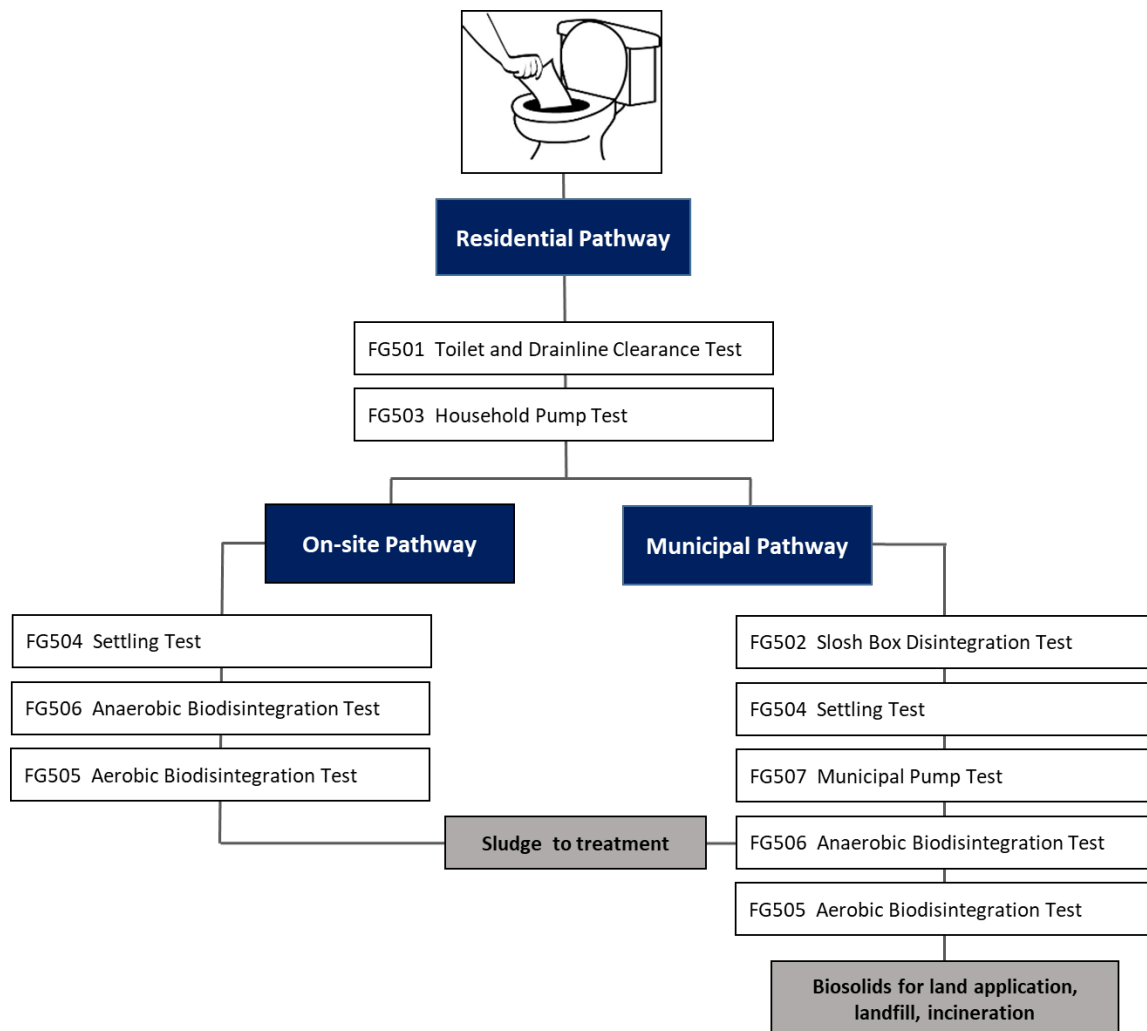 Residential Pathway
FG501 Toilet and Drainline Clearance Test
FG503 Household Pump Test
On-site Pathway
FG504 Settling Test
FG506 Anaerobic Biodisintegration Test
FG505 Aerobic Biodisintegration Test
Sludge to treatment
Municipal Pathway
FG502 Slosh Box Disintegration Test
FG504 Settling Test
FG507 Municipal Pump Test
FG506 Anaerobic Biodisintegration Test
FG505 Aerobic Biodisintegration Test
Biosolids for land application,
landfill, incineration